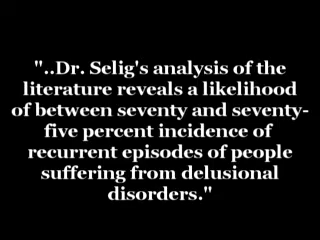 "..Dr. Selig's analysis of the
literature reveals a likelihood
of between seventy and seventy-
five percent incidence of
recurrent episodes of people
suffering from delusional
disorders."